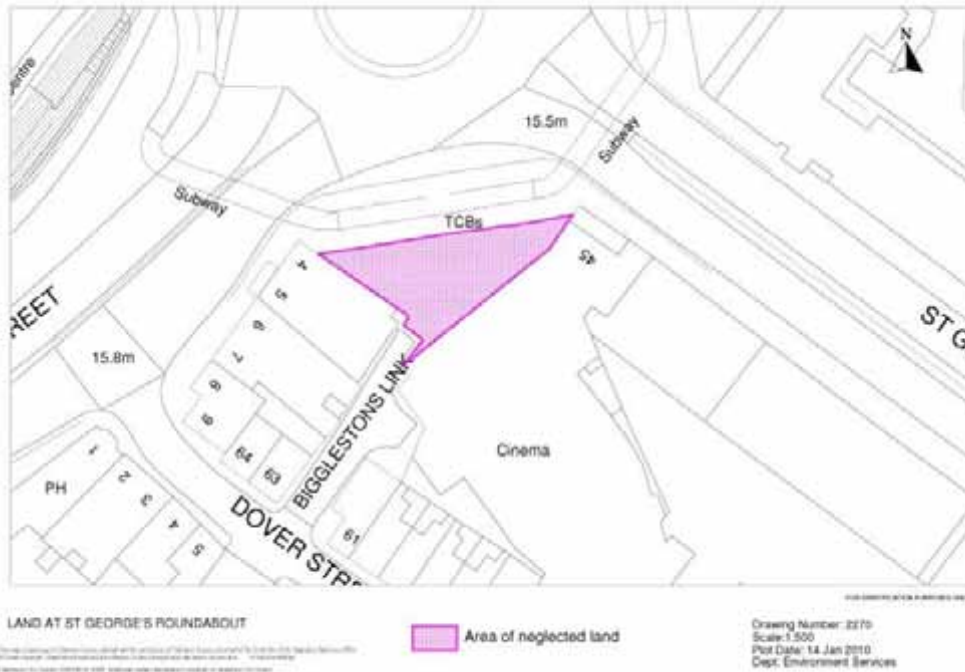 N
entre
15.5m
Subway
Subway
TCBs
4
45
5
REET
6
ST G
15.8m
7
8
9
BIGGLESTONS LINK
64
63
Cinema
1
PH
2
3
4
5
DOVER STR
61
LAND AT ST GEORGE'S ROUNDABOUT
Area of neglected land
Drawing Number: 2270
Scale 1:500
Plot Date: 14 Jan 2010
Dept: Environment Services